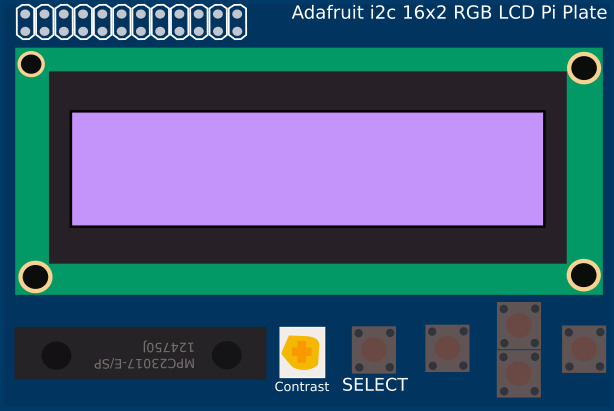 Adafruit i2c 16x2 RGB LCD Pi Plate
MPC23017-E/SP
124750J
Contrast
SELECT